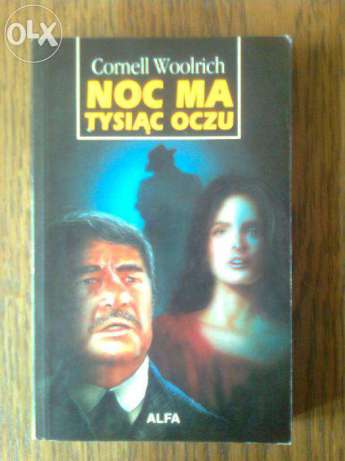 OLX
Cornell Woolrich
NOC MA
TYSIĄC OCZU
ALFA